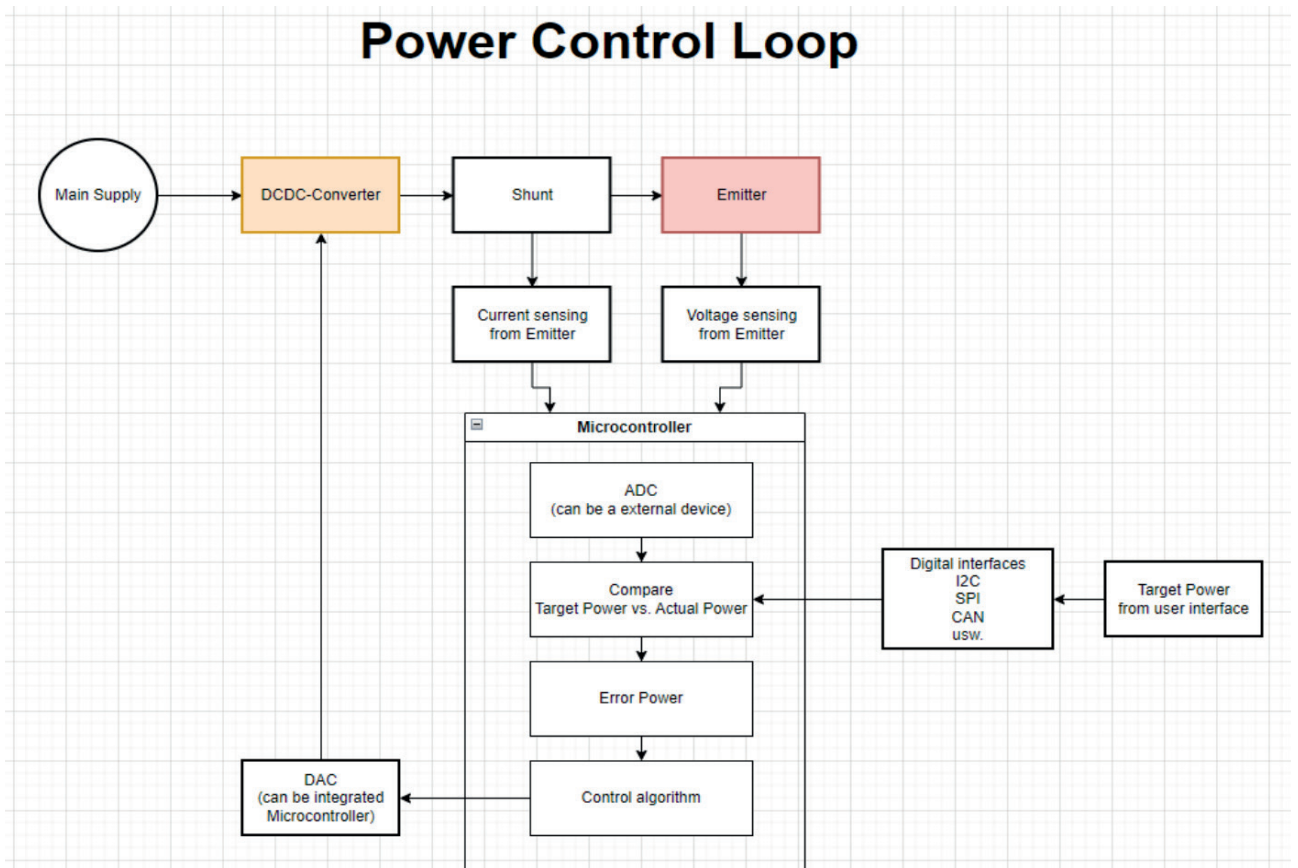 Power Control Loop
Main Supply
DCDC-Converter
Shunt
Emitter
Current sensing
from Emitter
Voltage sensing
from Emitter
Microcontroller
ADC
(can be a external device)
Compare
Target Power vs. Actual Power
Digital interfaces
I2C
SPI
CAN
usw.
Target Power
from user interface
Error Power
DAC
(can be integrated
Microcontroller)
Control algorithm